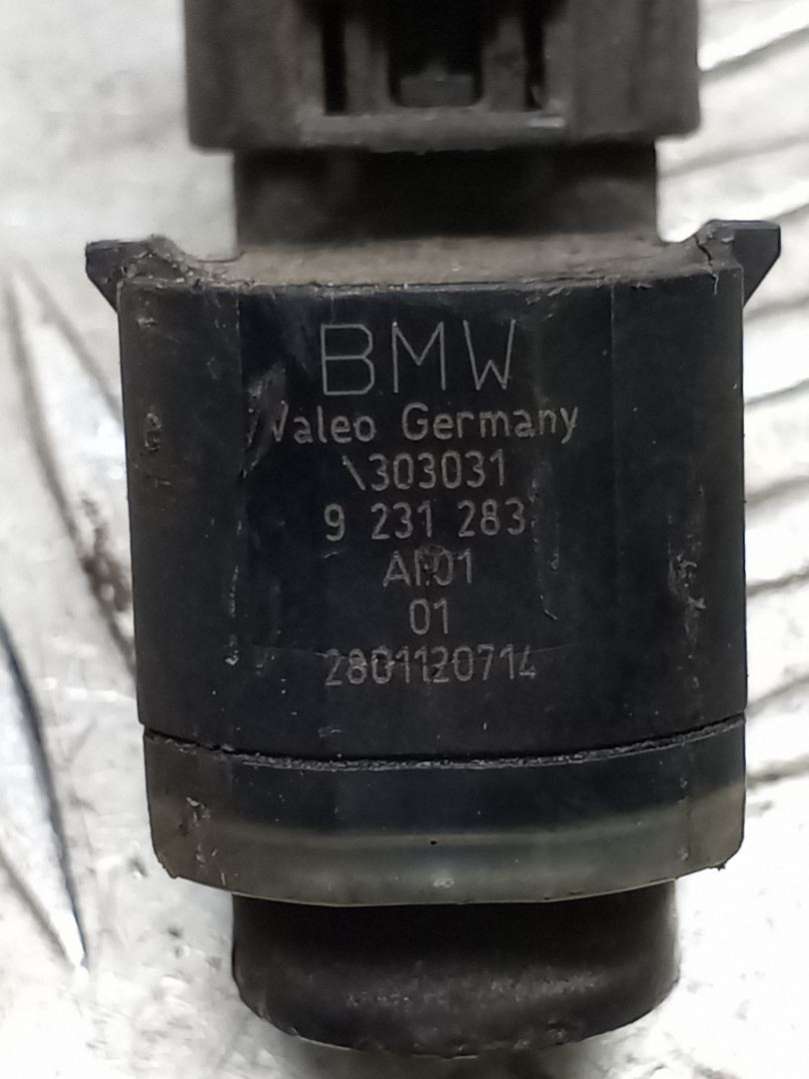 BMW
Valeo Germany
\303031
9 231 283
AI01
01
2801120714